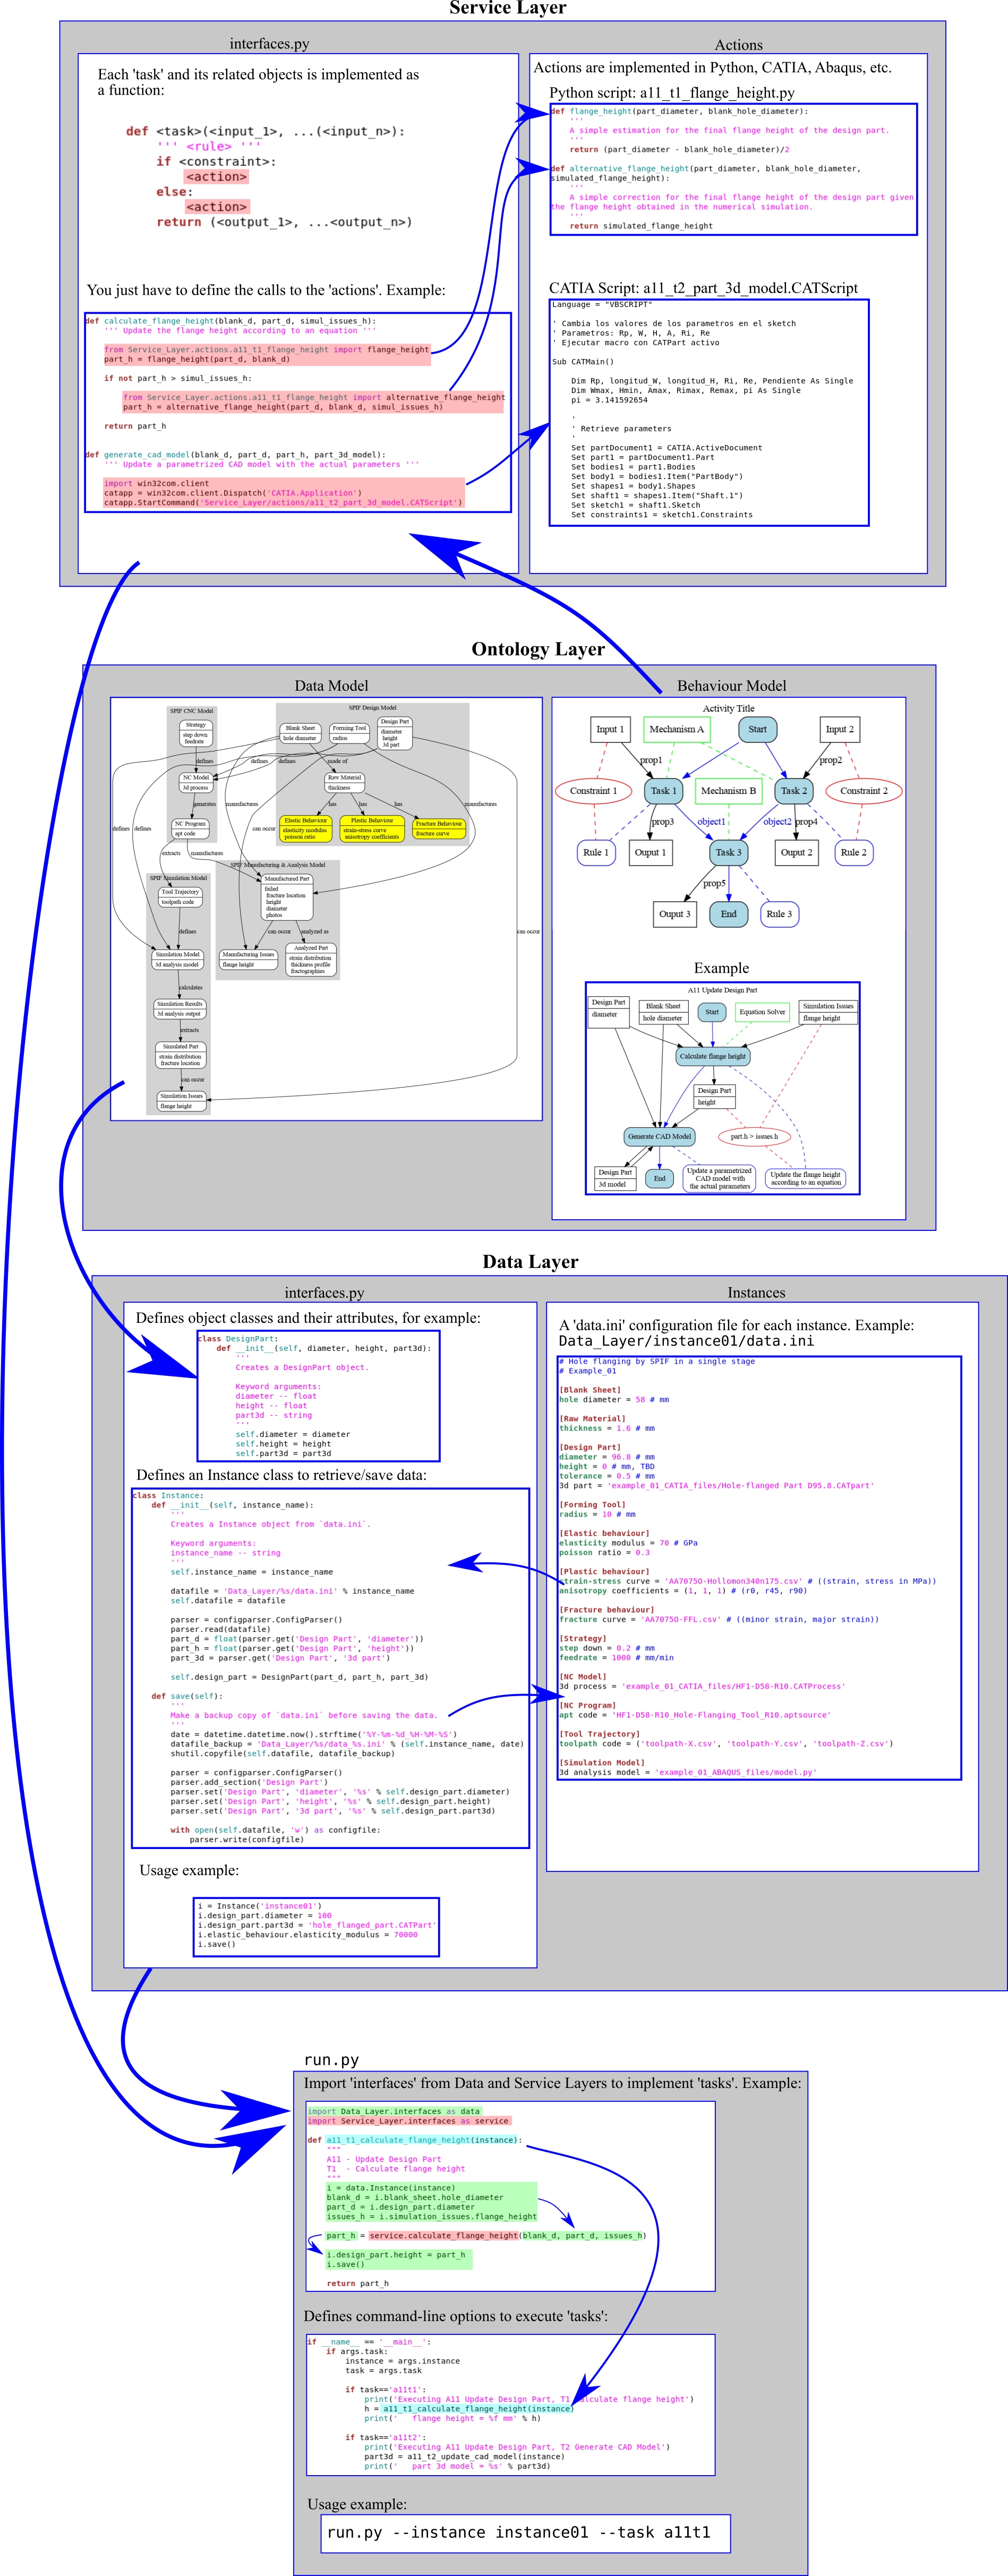 Service Layer
interfaces.py
Each 'task' and its related objects is implemented as
a function:
def <task>(<input_1>, ...(<input_n>):
''' <rule> '''
if <constraint>:
<action>
else:
<action>
return (<output_1>, ...<output_n>)
You just have to define the calls to the 'actions'. Example:
def calculate_flange_height(blank_d, part_d, simul_issues_h):
''' Update the flange height according to an equation '''
from Service_Layer.actions.a11_t1_flange_height import flange_height
part_h = flange_height(part_d, blank_d)
if not part_h > simul_issues_h:
from Service_Layer.actions.a11_t1_flange_height import alternative_flange_height
part_h = alternative_flange_height(part_d, blank_d, simul_issues_h)
return part_h
def generate_cad_model(blank_d, part_d, part_h, part_3d_model):
''' Update a parametrized CAD model with the actual parameters '''
import win32com.client
catapp = win32com.client.Dispatch('CATIA.Application')
catapp.StartCommand('Service_Layer/actions/a11_t2_part_3d_model.CATScript')
Actions
Actions are implemented in Python, CATIA, Abaqus, etc.
Python script: a11_t1_flange_height.py
def flange_height(part_diameter, blank_hole_diameter):
'''
A simple estimation for the final flange height of the design part.
'''
return (part_diameter - blank_hole_diameter)/2
def alternative_flange_height(part_diameter, blank_hole_diameter,
simulated_flange_height):
'''
A simple correction for the final flange height of the design part given
the flange height obtained in the numerical simulation.
'''
return simulated_flange_height
CATIA Script: a11_t2_part_3d_model.CATScript
Language = "VBSCRIPT"
' Cambia los valores de los parametros en el sketch
' Parametros: Rp, W, H, A, Ri, Re
' Ejecutar macro con CATPart activo
Sub CATMain()
Dim Rp, longitud_W, longitud_H, Ri, Re, Pendiente As Single
Dim Wmax, Hmin, Amax, Rimax, Remax, pi As Single
pi = 3.141592654
'
' Retrieve parameters
'
Set partDocument1 = CATIA.ActiveDocument
Set part1 = partDocument1.Part
Set bodies1 = part1.Bodies
Set body1 = bodies1.Item("PartBody")
Set shapes1 = body1.Shapes
Set shaft1 = shapes1.Item("Shaft.1")
Set sketch1 = shaft1.Sketch
Set constraints1 = sketch1.Constraints
Ontology Layer
Data Model
SPIF CNC Model
Strategy
step down
feedrate
defines
NC Model
3d process
generates
NC Program
apt code
extracts
manufactures
SPIF Design Model
Blank Sheet
hole diameter
Forming Tool
radius
Design Part
diameter
height
3d part
defines
defines
made of
Raw Material
thickness
has
has
has
Elastic Behaviour
elasticity modulus
poisson ratio
Plastic Behaviour
strain-stress curve
anisotropy coefficients
Fracture Behaviour
fracture curve
manufactures
manufactures
defines
defines
can occur
SPIF Manufacturing & Analysis Model
Manufactured Part
failed
fracture location
height
diameter
photos
can occur
analyzed as
Manufacturing Issues
flange height
Analyzed Part
strain distribution
thickness profile
fractographies
can occur
SPIF Simulation Model
Tool Trajectory
toolpath code
defines
Simulation Model
3d analysis model
calculates
Simulation Results
3d analysis output
extracts
Simulated Part
strain distribution
fracture location
can occur
Simulation Issues
flange height
Behaviour Model
Activity Title
Input 1
Mechanism A
Start
Input 2
prop1
prop2
Constraint 1
Task 1
Mechanism B
Task 2
Constraint 2
prop3
object1
object2
prop4
Rule 1
Ouput 1
Task 3
Ouput 2
Rule 2
prop5
Ouput 3
End
Rule 3
Example
A11 Update Design Part
Design Part
diameter
Blank Sheet
hole diameter
Start
Equation Solver
Simulation Issues
flange height
Calculate flange height
Design Part
height
Generate CAD Model
part.h > issues.h
Design Part
3d model
End
Update a parametrized
CAD model with
the actual parameters
Update the flange height
according to an equation
Data Layer
interfaces.py
Defines object classes and their attributes, for example:
class DesignPart:
def __init__(self, diameter, height, part3d):
'''
Creates a DesignPart object.
Keyword arguments:
diameter -- float
height -- float
part3d -- string
'''
self.diameter = diameter
self.height = height
self.part3d = part3d
Defines an Instance class to retrieve/save data:
class Instance:
def __init__(self, instance_name):
'''
Creates a Instance object from `data.ini`.
Keyword arguments:
instance_name -- string
'''
self.instance_name = instance_name
datafile = 'Data_Layer/%s/data.ini' % instance_name
self.datafile = datafile
parser = configparser.ConfigParser()
parser.read(datafile)
part_d = float(parser.get('Design Part', 'diameter'))
part_h = float(parser.get('Design Part', 'height'))
part_3d = parser.get('Design Part', '3d part')
self.design_part = DesignPart(part_d, part_h, part_3d)
def save(self):
'''
Make a backup copy of `data.ini` before saving the data.
'''
date = datetime.datetime.now().strftime('%Y-%m-%d_%H-%M-%S')
datafile_backup = 'Data_Layer/%s/data_%s.ini' % (self.instance_name, date)
shutil.copyfile(self.datafile, datafile_backup)
parser = configparser.ConfigParser()
parser.add_section('Design Part')
parser.set('Design Part', 'diameter', '%s' % self.design_part.diameter)
parser.set('Design Part', 'height', '%s' % self.design_part.height)
parser.set('Design Part', '3d part', '%s' % self.design_part.part3d)
with open(self.datafile, 'w') as configfile:
parser.write(configfile)
Usage example:
i = Instance('instance01')
i.design_part.diameter = 100
i.design_part.part3d = 'hole_flanged_part.CATPart'
i.elastic_behaviour.elasticity_modulus = 70000
i.save()
Instances
A 'data.ini' configuration file for each instance. Example:
Data_Layer/instance01/data.ini
# Hole flanging by SPIF in a single stage
# Example_01
[Blank Sheet]
hole diameter = 58 # mm
[Raw Material]
thickness = 1.6 # mm
[Design Part]
diameter = 96.8 # mm
height = 0 # mm, TBD
tolerance = 0.5 # mm
3d part = 'example_01_CATIA_files/Hole-flanged Part D95.8.CATpart'
[Forming Tool]
radius = 10 # mm
[Elastic behaviour]
elasticity modulus = 70 # GPa
poisson ratio = 0.3
[Plastic behaviour]
strain-stress curve = 'AA7075O-Hollomon340n175.csv' # ((strain, stress in MPa))
anisotropy coefficients = (1, 1, 1) # (r0, r45, r90)
[Fracture behaviour]
fracture curve = 'AA7075O-FFL.csv' # ((minor strain, major strain))
[Strategy]
step down = 0.2 # mm
feedrate = 1000 # mm/min
[NC Model]
3d process = 'example_01_CATIA_files/HF1-D58-R10.CATProcess'
[NC Program]
apt code = 'HF1-D58-R10_Hole-Flanging_Tool_R10.aptsource'
[Tool Trajectory]
toolpath code = ('toolpath-X.csv', 'toolpath-Y.csv', 'toolpath-Z.csv')
[Simulation Model]
3d analysis model = 'example_01_ABAQUS_files/model.py'
run.py
Import 'interfaces' from Data and Service Layers to implement 'tasks'. Example:
import Data_Layer.interfaces as data
import Service_Layer.interfaces as service
def a11_t1_calculate_flange_height(instance):
"""
A11 - Update Design Part
T1  - Calculate flange height
"""
i = data.Instance(instance)
blank_d = i.blank_sheet.hole_diameter
part_d = i.design_part.diameter
issues_h = i.simulation_issues.flange_height
part_h = service.calculate_flange_height(blank_d, part_d, issues_h)
i.design_part.height = part_h
i.save()
return part_h
Defines command-line options to execute 'tasks':
if __name__ == '__main__':
if args.task:
instance = args.instance
task = args.task
if task=='a11t1':
print('Executing A11 Update Design Part, T1 Calculate flange height')
h = a11_t1_calculate_flange_height(instance)
print('   flange height = %f mm' % h)
if task=='a11t2':
print('Executing A11 Update Design Part, T2 Generate CAD Model')
part3d = a11_t2_update_cad_model(instance)
print('   part 3d model = %s' % part3d)
Usage example:
run.py --instance instance01 --task a11t1